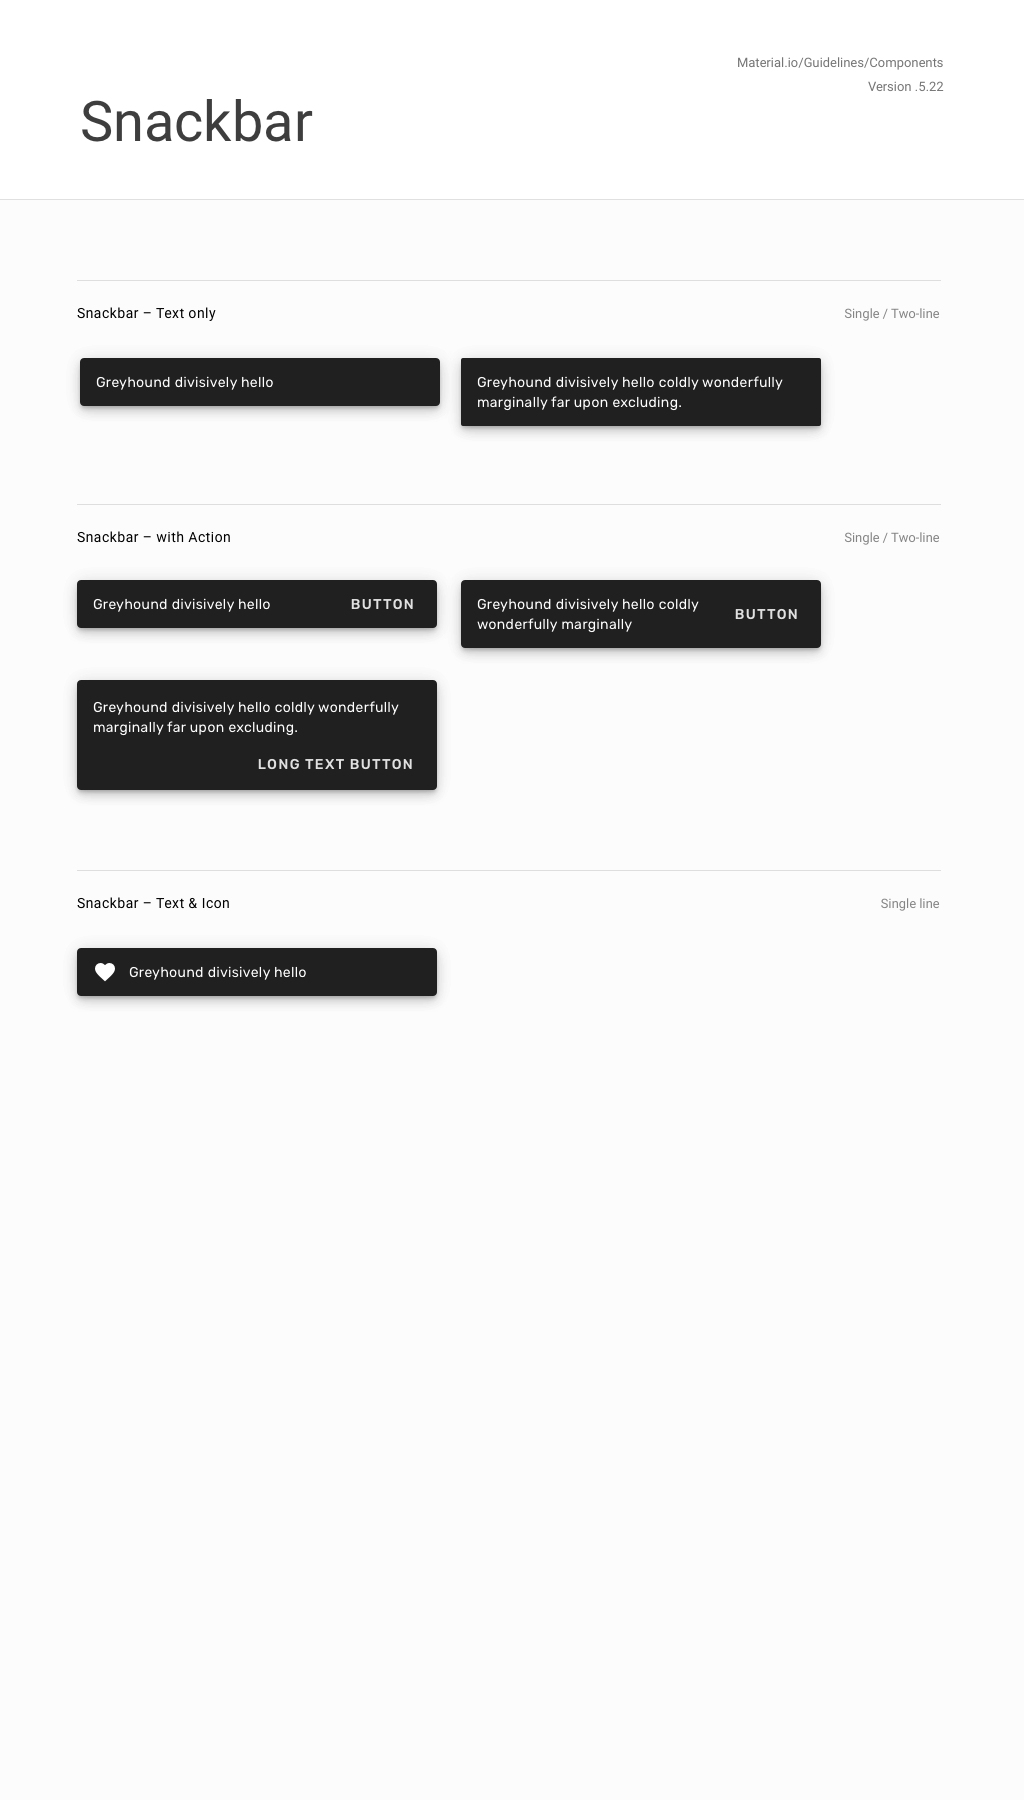 Material.io/Guidelines/Components
Version .5.22
Snackbar
Snackbar – Text only
Single / Two-line
Greyhound divisively hello
Greyhound divisively hello coldly wonderfully
marginally far upon excluding.
Snackbar – with Action
Single / Two-line
Greyhound divisively hello
BUTTON
Greyhound divisively hello coldly
wonderfully marginally
BUTTON
Greyhound divisively hello coldly wonderfully
marginally far upon excluding.
LONG TEXT BUTTON
Snackbar – Text & Icon
Single line
Greyhound divisively hello